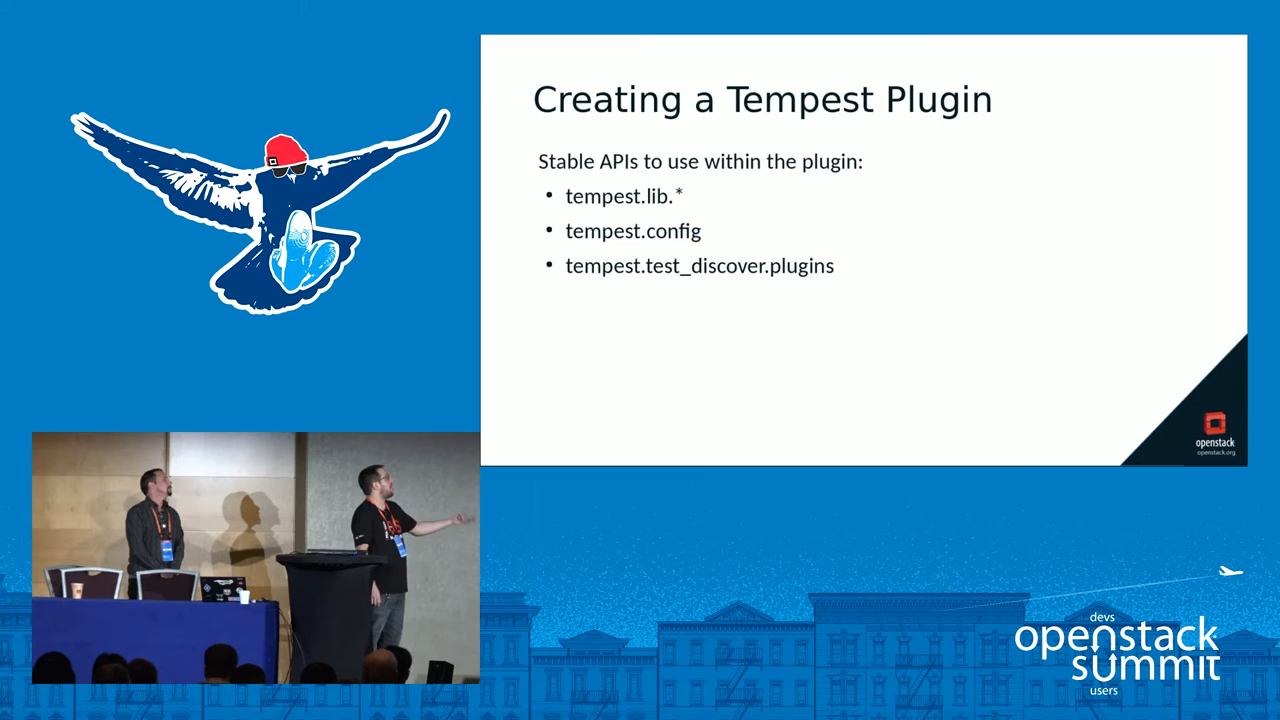 Creating a Tempest Plugin
Stable APIs to use within the plugin:
• tempest.lib.*
• tempest.config
• tempest.test_discover.plugins
openstack
openstack.org
devs
openstack
summit
users